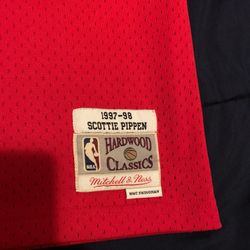 1997-98
SCOTTIE PIPPEN
NBA
HARDWOOD
CLASSICS
Mitchell & Ness